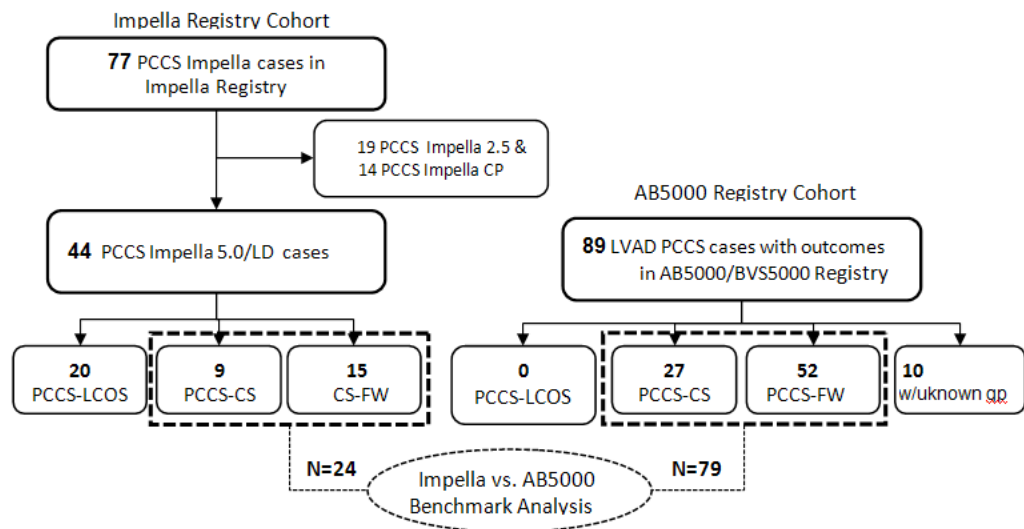 Impella Registry Cohort
77 PCCS Impella cases in
Impella Registry
19 PCCS Impella 2.5 &
14 PCCS Impella CP
44 PCCS Impella 5.0/LD cases
20
PCCS-LCOS
9
PCCS-CS
15
CS-FW
AB5000 Registry Cohort
89 LVAD PCCS cases with outcomes
in AB5000/BVS5000 Registry
0
PCCS-LCOS
27
PCCS-CS
52
PCCS-FW
10
w/uknown gp
N=24
Impella vs. AB5000
Benchmark Analysis
N=79